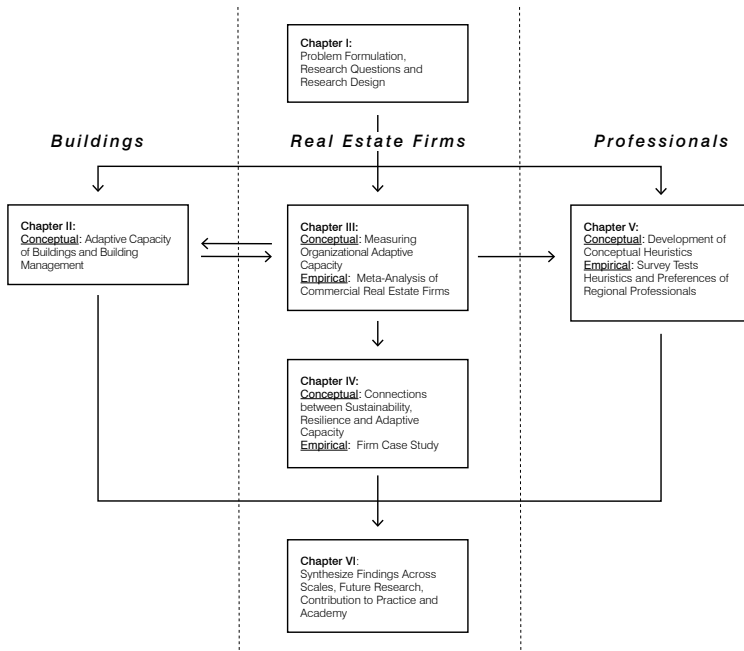 Chapter I:
Problem Formulation,
Research Questions and
Research Design
Buildings
Real Estate Firms
Professionals
Chapter II:
Conceptual: Adaptive Capacity
of Buildings and Building
Management
Chapter III:
Conceptual: Measuring
Organizational Adaptive
Capacity
Empirical: Meta-Analysis of
Commercial Real Estate Firms
Chapter V:
Conceptual: Development of
Conceptual Heuristics
Empirical: Survey Tests
Heuristics and Preferences of
Regional Professionals
Chapter IV:
Conceptual: Connections
between Sustainability,
Resilience and Adaptive
Capacity
Empirical: Firm Case Study
Chapter VI:
Synthesize Findings Across
Scales, Future Research,
Contribution to Practice and
Academy